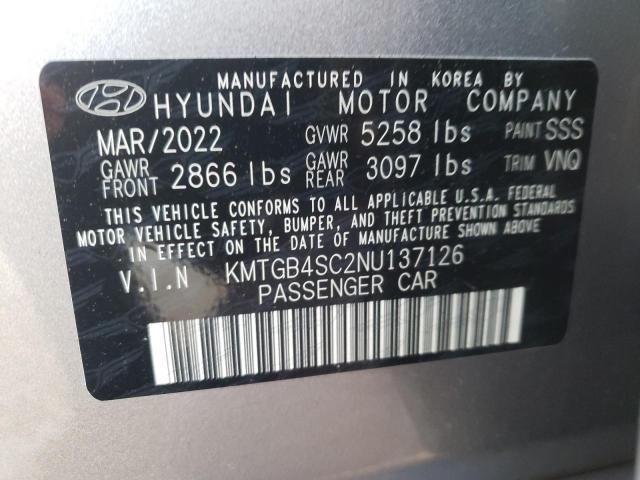 MANUFACTURED IN KOREA BY
HYUNDAI MOTOR COMPANY
MAR/2022 GVWR 5258 lbs PAINT SSS
GAWR FRONT 2866 lbs GAWR REAR 3097 lbs TRIM VNQ
THIS VEHICLE CONFORMS TO ALL APPLICABLE U.S.A. FEDERAL
MOTOR VEHICLE SAFETY, BUMPER, AND THEFT PREVENTION STANDARDS
IN EFFECT ON THE DATE OF MANUFACTURE SHOWN ABOVE.
V.I.N KMTGB4SC2NU137126
PASSENGER CAR